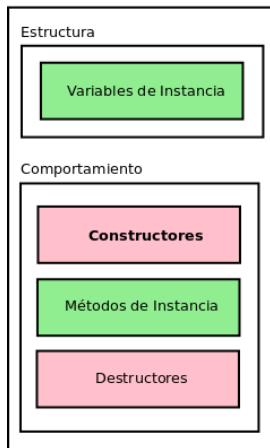 Estructura
Variables de Instancia
Comportamiento
Constructores
Métodos de Instancia
Destructores